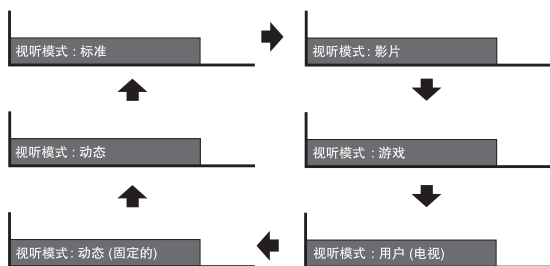 视听模式 : 标准
视听模式 : 影片
视听模式 : 动态
视听模式 : 游戏
视听模式 : 动态 (固定的)
视听模式 : 用户 (电视)